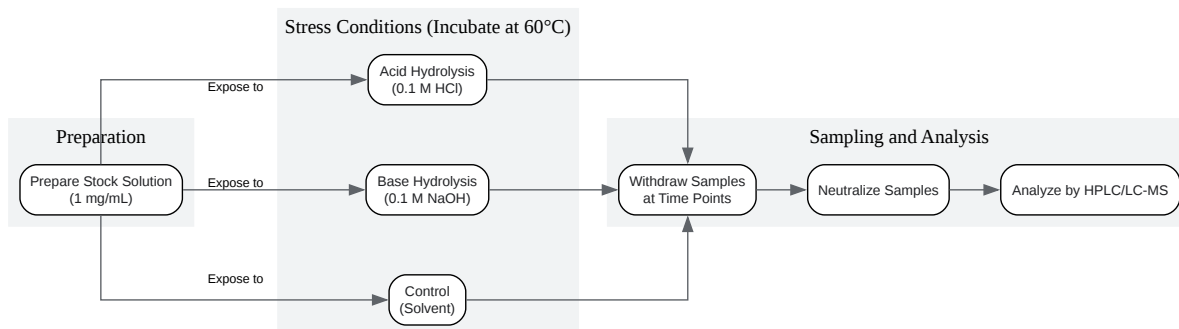 Stress Conditions (Incubate at 60°C)
Acid Hydrolysis
(0.1 M HCl)
Expose to
Preparation
Sampling and Analysis
Prepare Stock Solution
(1 mg/mL)
Expose to
Base Hydrolysis
(0.1 M NaOH)
Withdraw Samples
at Time Points
Neutralize Samples
Analyze by HPLC/LC-MS
Expose to
Control
(Solvent)